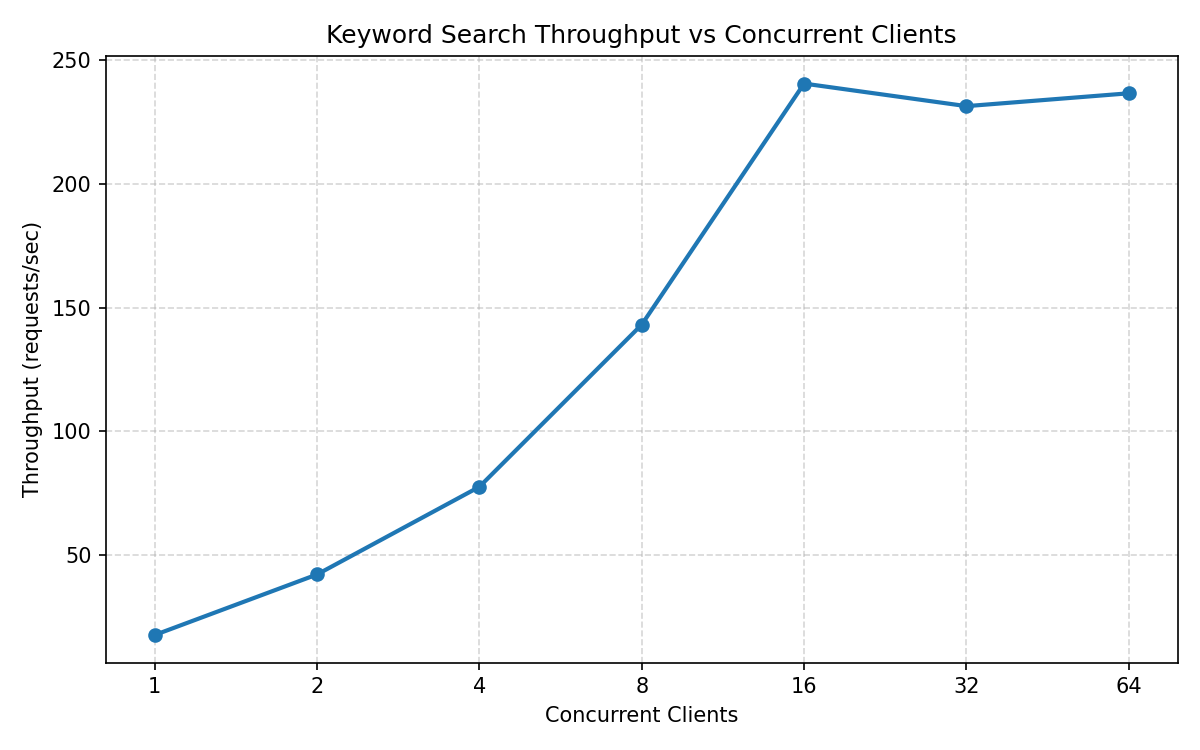 Keyword Search Throughput vs Concurrent Clients
Throughput (requests/sec)
250
200
150
100
50
1 2 4 8 16 32 64
Concurrent Clients